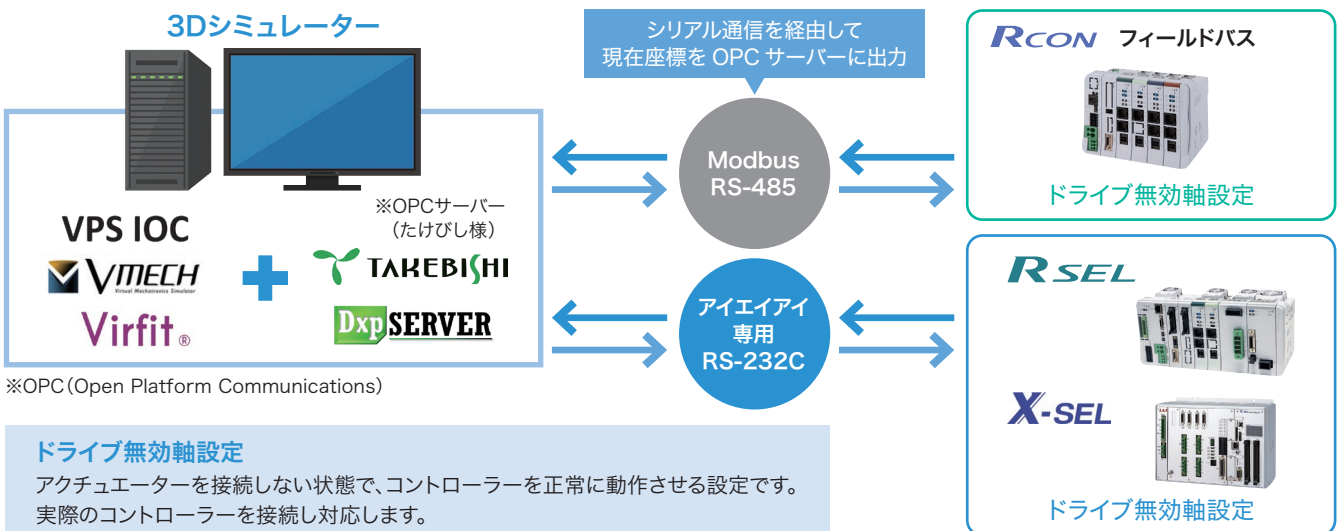 3Dシミュレーター
VPS IOC
VMECH
Virtual Mechatronics Simulator
Virfit®
※OPCサーバー
（たけびし様）
TAKEBISHI
DxpSERVER
※OPC（Open Platform Communications）
シリアル通信を経由して
現在座標を OPC サーバーに出力
Modbus
RS-485
アイエイアイ
専用
RS-232C
RCON フィールドバス
ドライブ無効軸設定
RSEL
X-SEL
ドライブ無効軸設定
ドライブ無効軸設定
アクチュエーターを接続しない状態で、コントローラーを正常に動作させる設定です。
実際のコントローラーを接続し対応します。